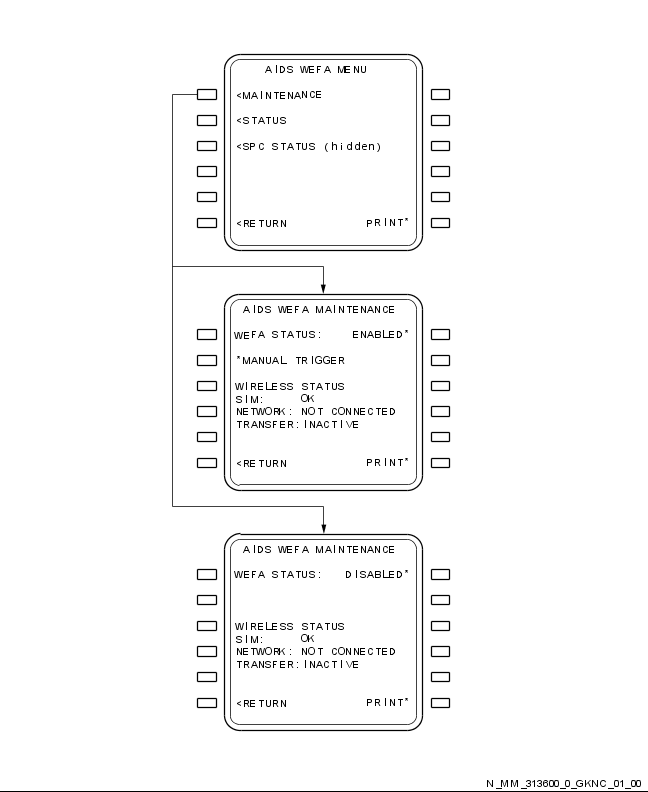 AIDS WEFA MENU
<MAINTENANCE
<STATUS
<SPC STATUS (hidden)
<RETURN PRINT*
AIDS WEFA MAINTENANCE
WEFA STATUS: ENABLED*
*MANUAL TRIGGER
WIRELESS STATUS
SIM: OK
NETWORK: NOT CONNECTED
TRANSFER: INACTIVE
<RETURN PRINT*
AIDS WEFA MAINTENANCE
WEFA STATUS: DISABLED*
WIRELESS STATUS
SIM: OK
NETWORK: NOT CONNECTED
TRANSFER: INACTIVE
<RETURN PRINT*
N_MM_313600_0_GKNC_01_00